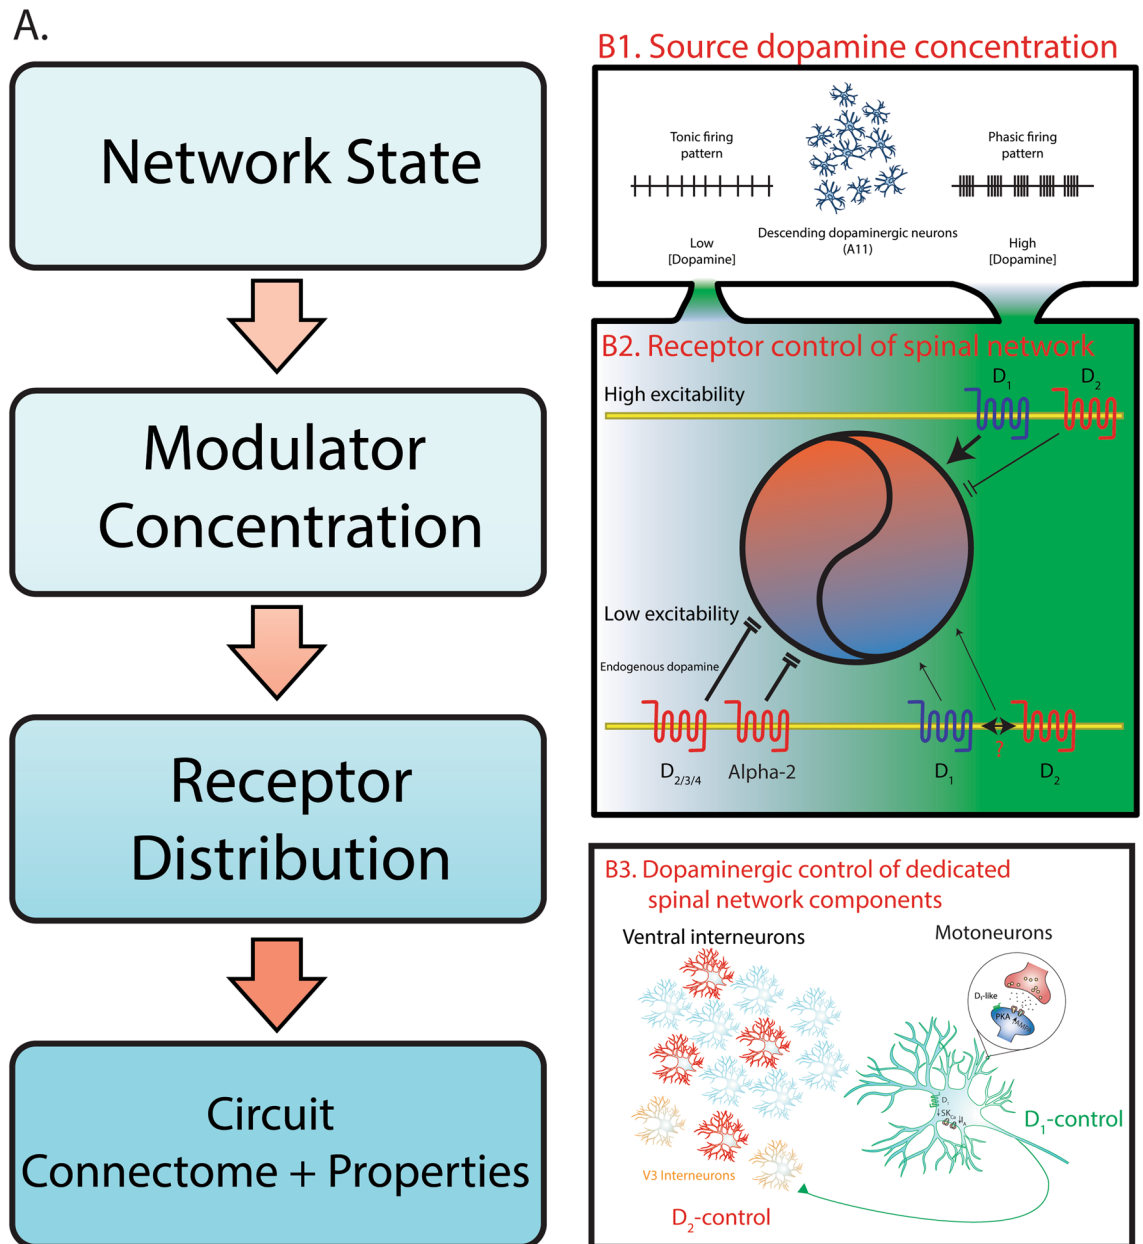 A.
Network State
Modulator
Concentration
Receptor
Distribution
Circuit
Connectome + Properties
B1. Source dopamine concentration
Tonic firing
pattern
Phasic firing
pattern
Descending dopaminergic neurons
(A11)
Low
[Dopamine]
High
[Dopamine]
B2. Receptor control of spinal network
D1
D2
High excitability
Low excitability
Endogenous dopamine
D2/3/4
Alpha-2
D1
?
D2
B3. Dopaminergic control of dedicated
spinal network components
Ventral interneurons
Motoneurons
D1-like
PKA
D1
V3 Interneurons
D1-control
D2-control